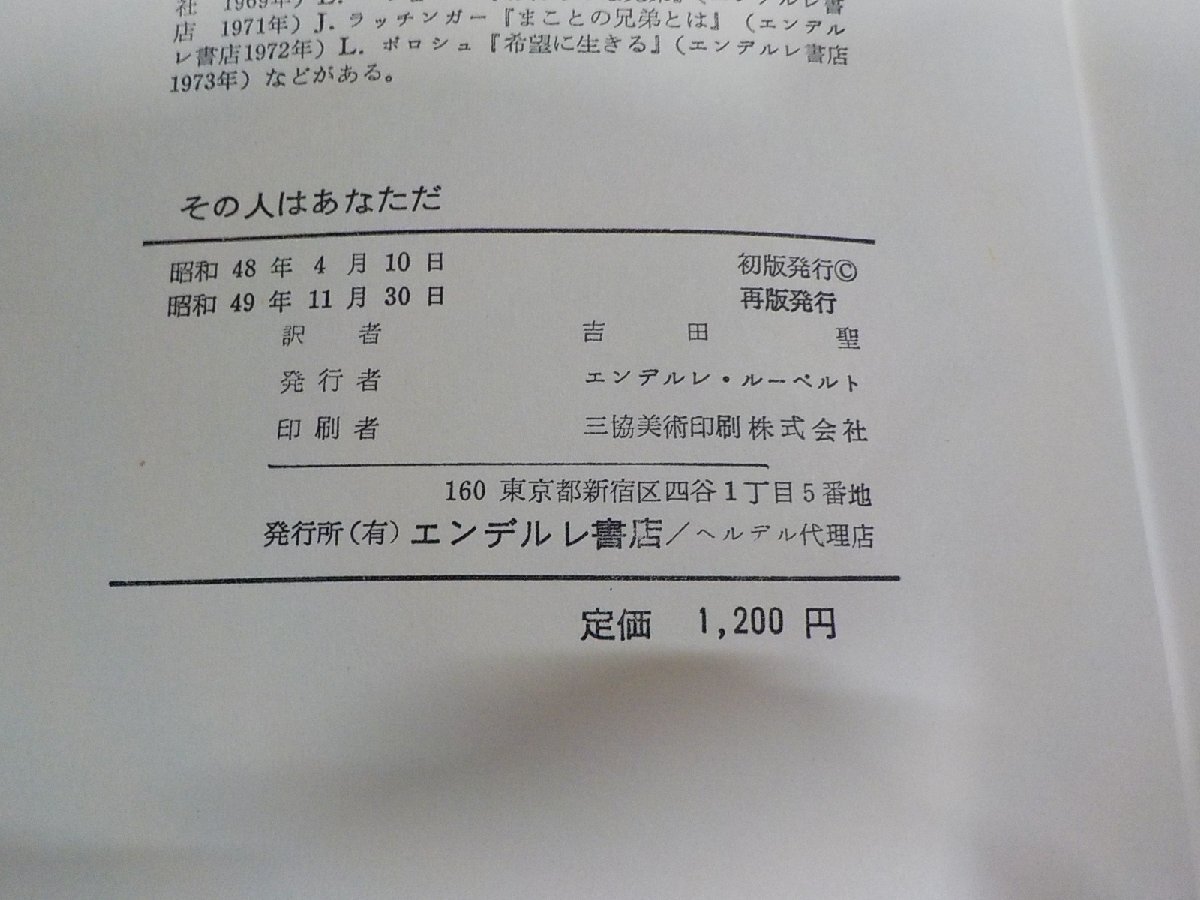 社 1969年)
店 1971年) J. ラッチンガー『まことの兄弟とは』(エンデル
レ書店1972年) L. ボロシュ『希望に生きる』(エンデルレ書店
1973年) などがある。
その人はあなただ
昭和 48 年 4 月 10 日 初版発行©
昭和 49 年 11 月 30 日 再版発行
訳者 吉田聖
発行者 エンデルレ・ルーペルト
印刷者 三協美術印刷株式会社
160 東京都新宿区四谷1丁目5番地
発行所(有) エンデルレ書店/ヘルデル代理店
定価 1,200 円